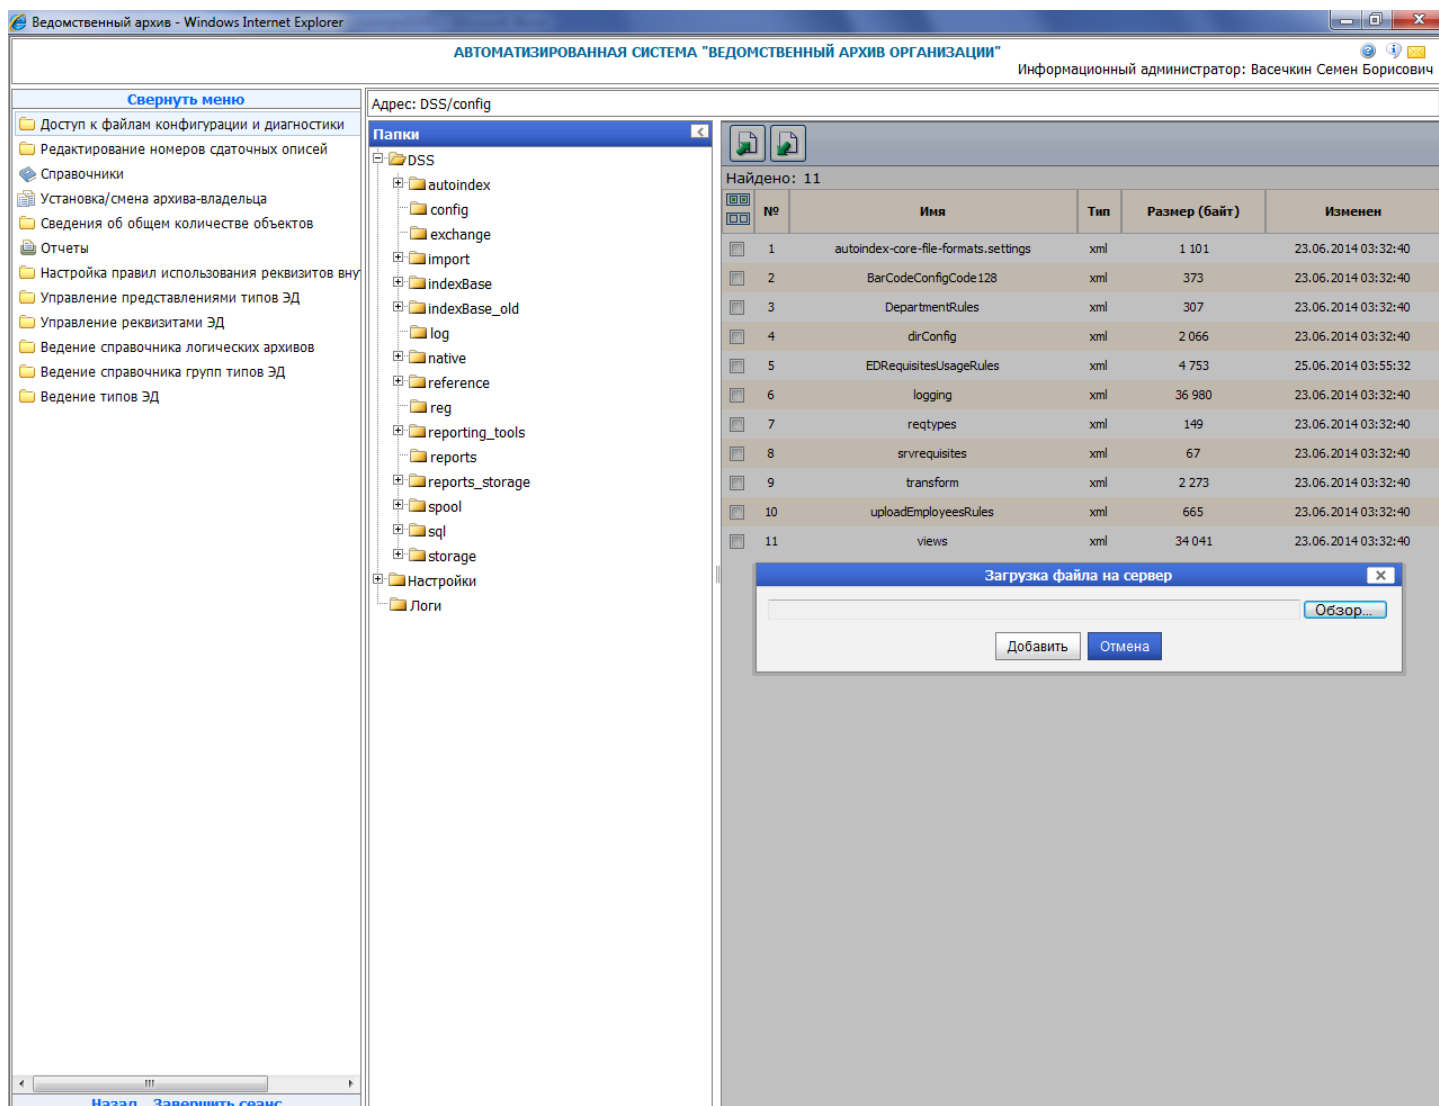 Ведомственный архив - Windows Internet Explorer
АВТОМАТИЗИРОВАННАЯ СИСТЕМА "ВЕДОМСТВЕННЫЙ АРХИВ ОРГАНИЗАЦИИ"
Информационный администратор: Васечкин Семен Борисович
Свернуть меню
Доступ к файлам конфигурации и диагностики
Редактирование номеров сдаточных описей
Справочники
Установка/смена архива-владельца
Сведения об общем количестве объектов
Отчеты
Настройка правил использования реквизитов вну
Управление представлениями типов ЭД
Управление реквизитами ЭД
Ведение справочника логических архивов
Ведение справочника групп типов ЭД
Ведение типов ЭД
Назад Завершить сеанс
Адрес: DSS/config
Папки
DSS
autoindex
config
exchange
import
indexBase
indexBase_old
log
native
reference
reg
reporting_tools
reports
reports_storage
spool
sql
storage
Настройки
Логи
Найдено: 11
№ Имя Тип Размер (байт) Изменен
1 autoindex-core-file-formats.settings xml 1 101 23.06.2014 03:32:40
2 BarCodeConfigCode128 xml 373 23.06.2014 03:32:40
3 DepartmentRules xml 307 23.06.2014 03:32:40
4 dirConfig xml 2 066 23.06.2014 03:32:40
5 EDRequisitesUsageRules xml 4 753 25.06.2014 03:55:32
6 logging xml 36 980 23.06.2014 03:32:40
7 reqtypes xml 149 23.06.2014 03:32:40
8 srvrequisites xml 67 23.06.2014 03:32:40
9 transform xml 2 273 23.06.2014 03:32:40
10 uploadEmployeesRules xml 665 23.06.2014 03:32:40
11 views xml 34 041 23.06.2014 03:32:40
Загрузка файла на сервер
Обзор...
Добавить Отмена